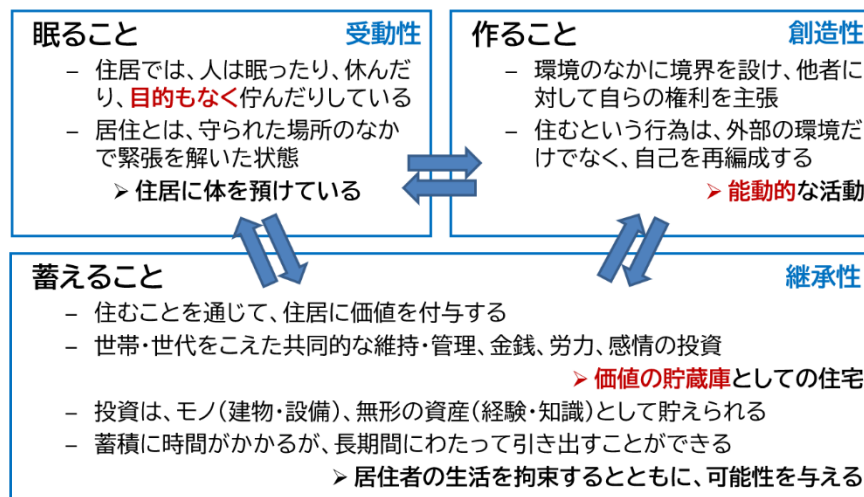 眠ること 受動性
– 住居では、人は眠ったり、休んだ
り、目的もなく佇んだりしている
– 居住とは、守られた場所のなか
で緊張を解いた状態
➢ 住居に体を預けている
作ること 創造性
– 環境のなかに境界を設け、他者に
対して自らの権利を主張
– 住むという行為は、外部の環境だ
けでなく、自己を再編成する
➢ 能動的な活動
蓄えること 継承性
– 住むことを通じて、住居に価値を付与する
– 世帯・世代をこえた共同的な維持・管理、金銭、労力、感情の投資
➢ 価値の貯蔵庫としての住宅
– 投資は、モノ(建物・設備)、無形の資産(経験・知識)として貯えられる
– 蓄積に時間がかかるが、長期間にわたって引き出すことができる
➢ 居住者の生活を拘束するとともに、可能性を与える